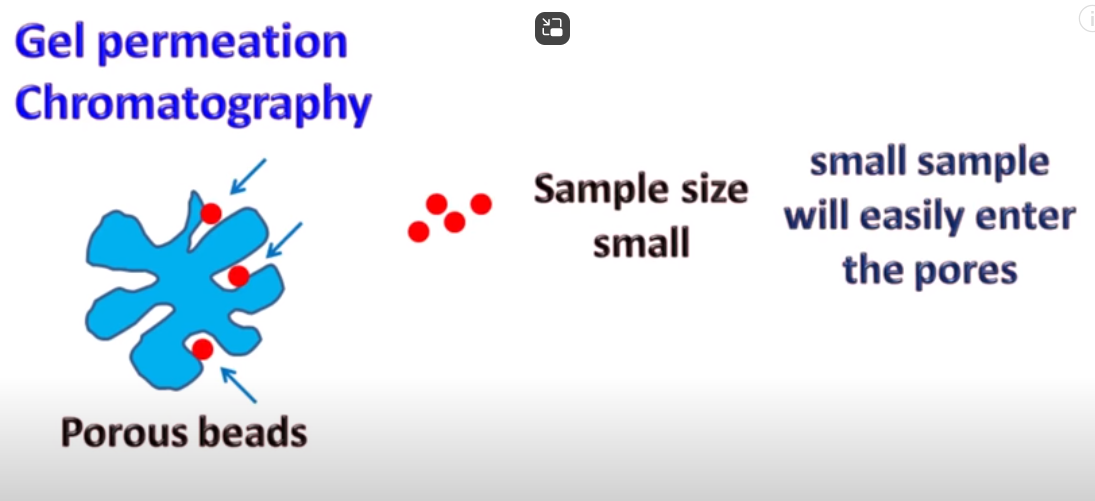 Gel permeation
Chromatography
Sample size
small
small sample
will easily enter
the pores
Porous beads